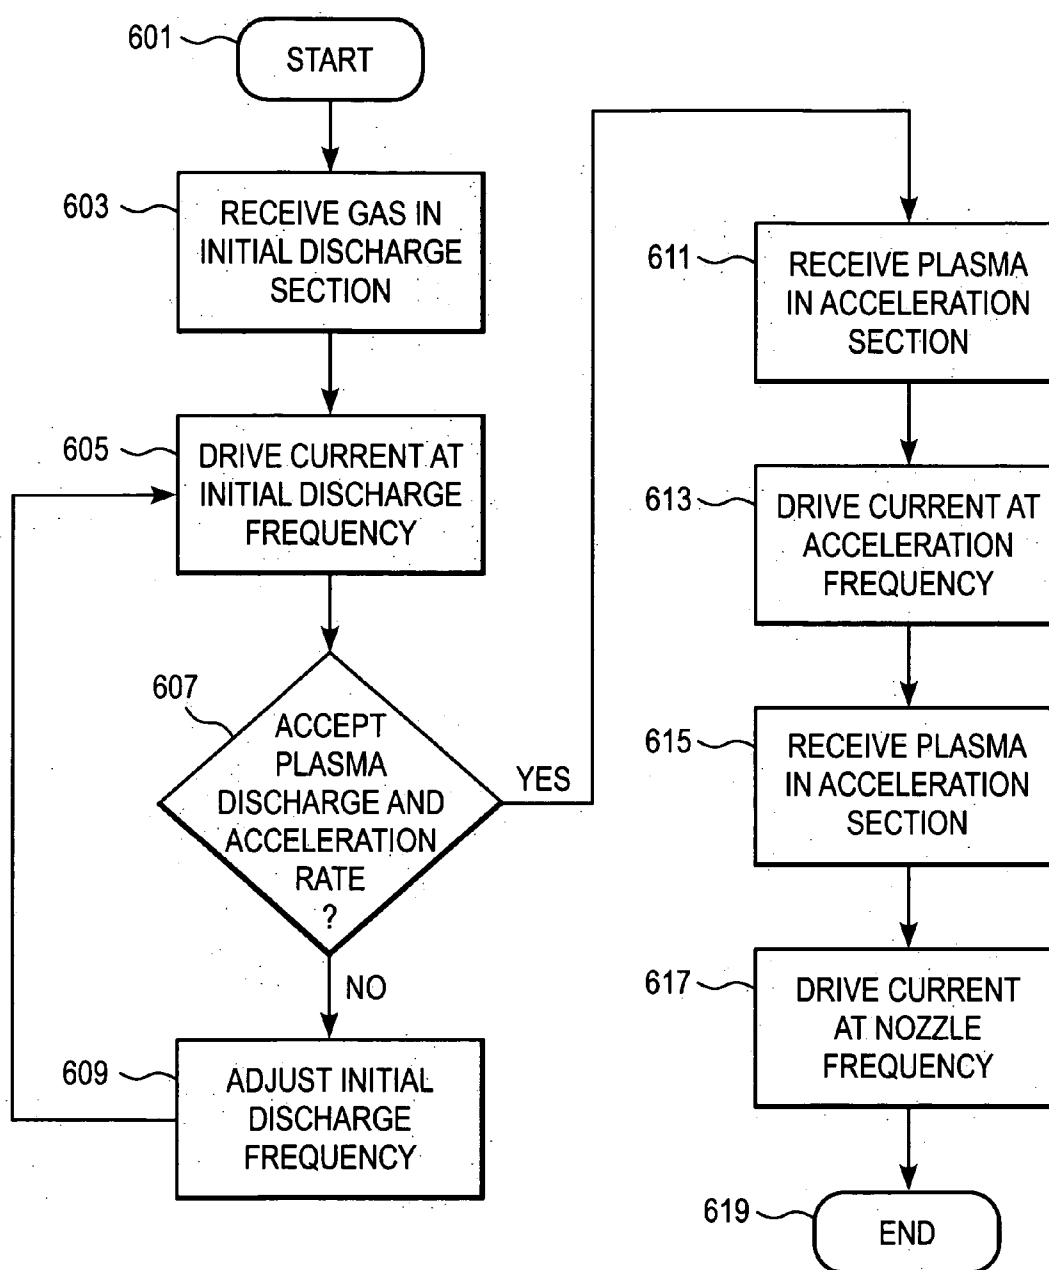 601
START
603
RECEIVE GAS IN
INITIAL DISCHARGE
SECTION
605
DRIVE CURRENT AT
INITIAL DISCHARGE
FREQUENCY
607
ACCEPT
PLASMA
DISCHARGE AND
ACCELERATION
RATE
?
YES
NO
609
ADJUST INITIAL
DISCHARGE
FREQUENCY
611
RECEIVE PLASMA
IN ACCELERATION
SECTION
613
DRIVE CURRENT AT
ACCELERATION
FREQUENCY
615
RECEIVE PLASMA
IN ACCELERATION
SECTION
617
DRIVE CURRENT
AT NOZZLE
FREQUENCY
619
END